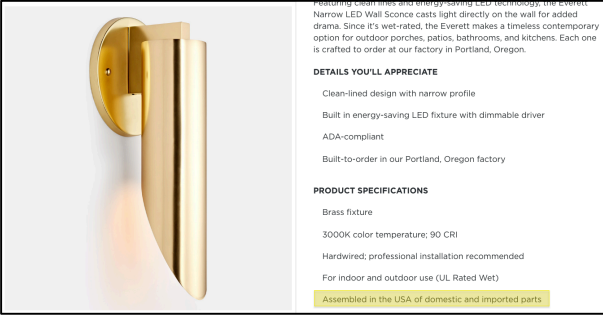 Featuring clean lines and energy-saving LED technology, the Everett
Narrow LED Wall Sconce casts light directly on the wall for added
drama. Since it's wet-rated, the Everett makes a timeless contemporary
option for outdoor porches, patios, bathrooms, and kitchens. Each one
is crafted to order at our factory in Portland, Oregon.
DETAILS YOU'LL APPRECIATE
Clean-lined design with narrow profile
Built in energy-saving LED fixture with dimmable driver
ADA-compliant
Built-to-order in our Portland, Oregon factory
PRODUCT SPECIFICATIONS
Brass fixture
3000K color temperature; 90 CRI
Hardwired; professional installation recommended
For indoor and outdoor use (UL Rated Wet)
Assembled in the USA of domestic and imported parts